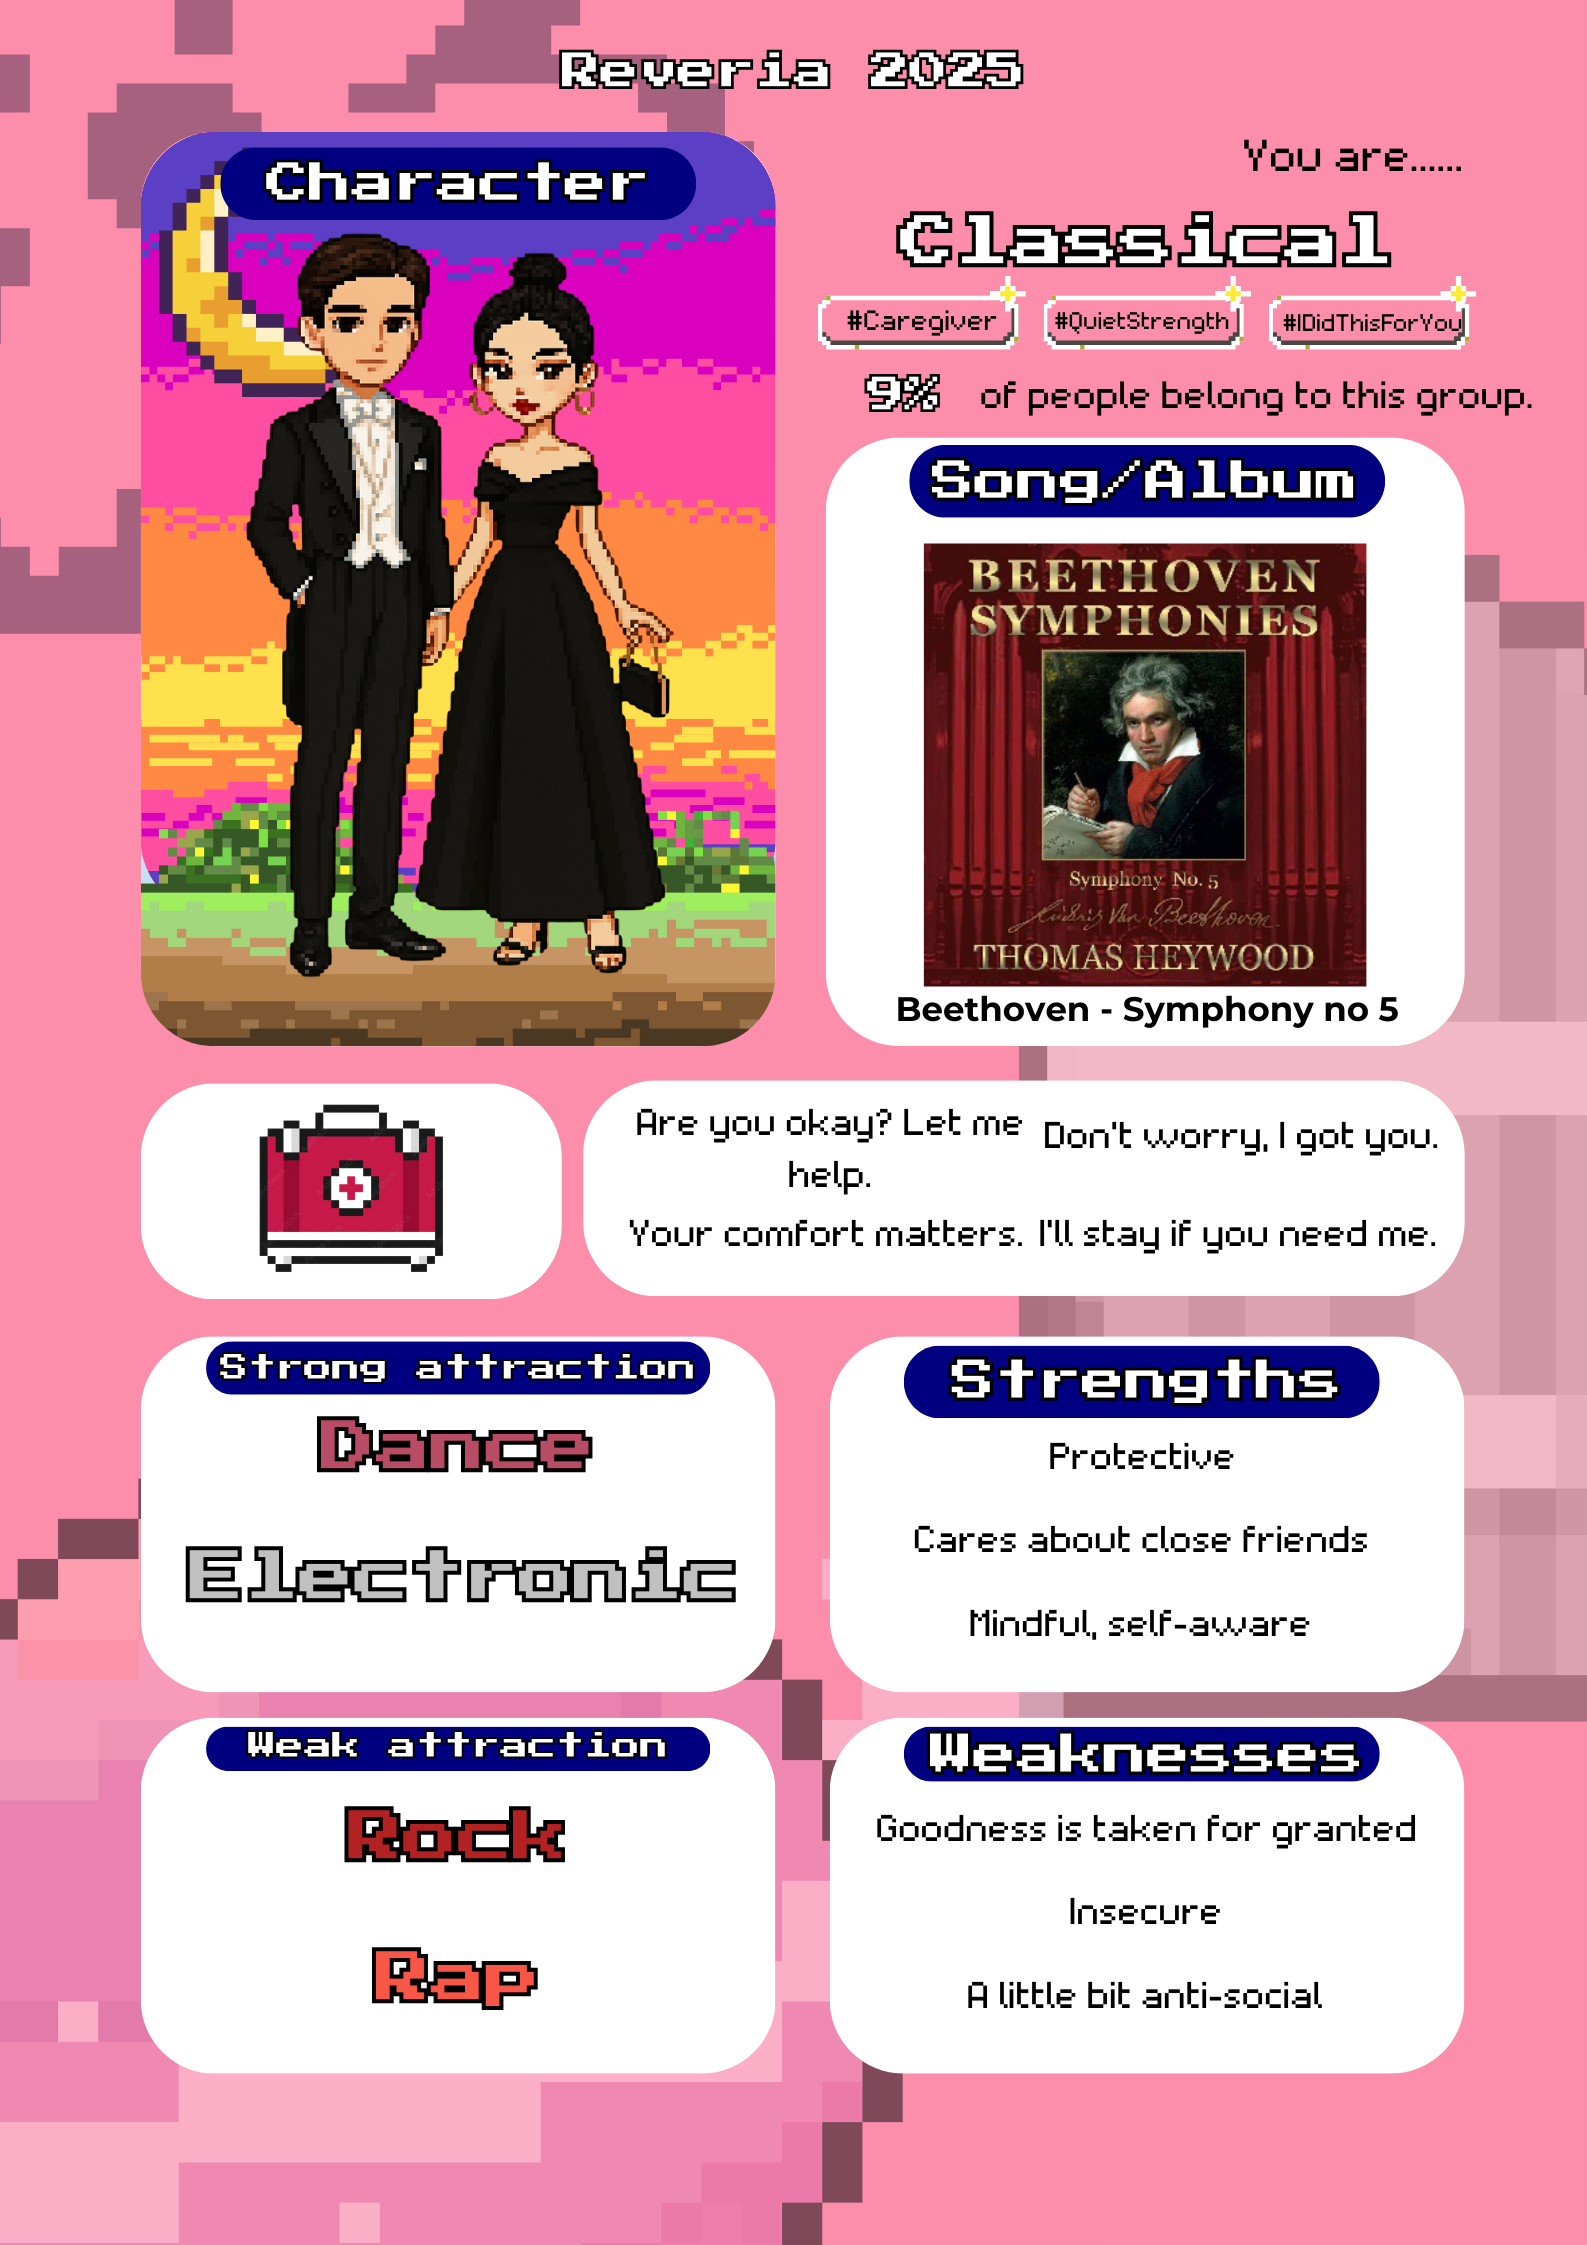 Reveria 2025
Character
You are......
Classical
#Caregiver
#QuietStrength
#IDidThisForYou
9% of people belong to this group.
Song/Album
BEETHOVEN
SYMPHONIES
Symphony No. 5
Ludwig Van Beethoven
THOMAS HEYWOOD
Beethoven - Symphony no 5
Are you okay? Let me
help.
Don't worry, I got you.
Your comfort matters.
I'll stay if you need me.
Strong attraction
Dance
Electronic
Strengths
Protective
Cares about close friends
Mindful, self-aware
Weak attraction
Rock
Rap
Weaknesses
Goodness is taken for granted
Insecure
A little bit anti-social